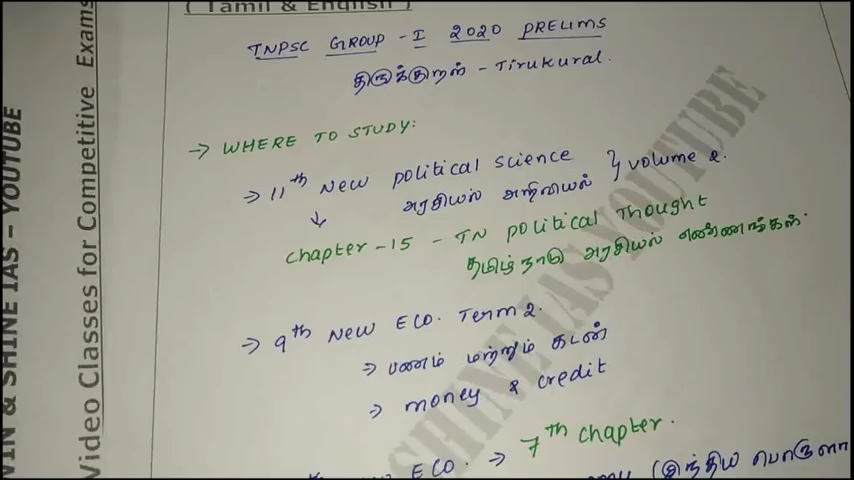 ( Tamil & English )
TNPSC GROUP - I 2020 PRELIMS
திருக்குறள் - Tirukural.
→ WHERE TO STUDY:
→ 11th New political science } volume 2.
அரசியல் அறிவியல்
↓
chapter - 15 - TN political Thought
தமிழ்நாடு அரசியல் எண்ணங்கள்.
→ 9th New ECO. Term 2.
→ பணம் மற்றும் கடன்
→ money & credit
ECO. → 7th chapter.
(இந்திய பொருளா
VIN & SHINE IAS – YOUTUBE
Video Classes for Competitive Exams
SHINE IAS YOUTUBE